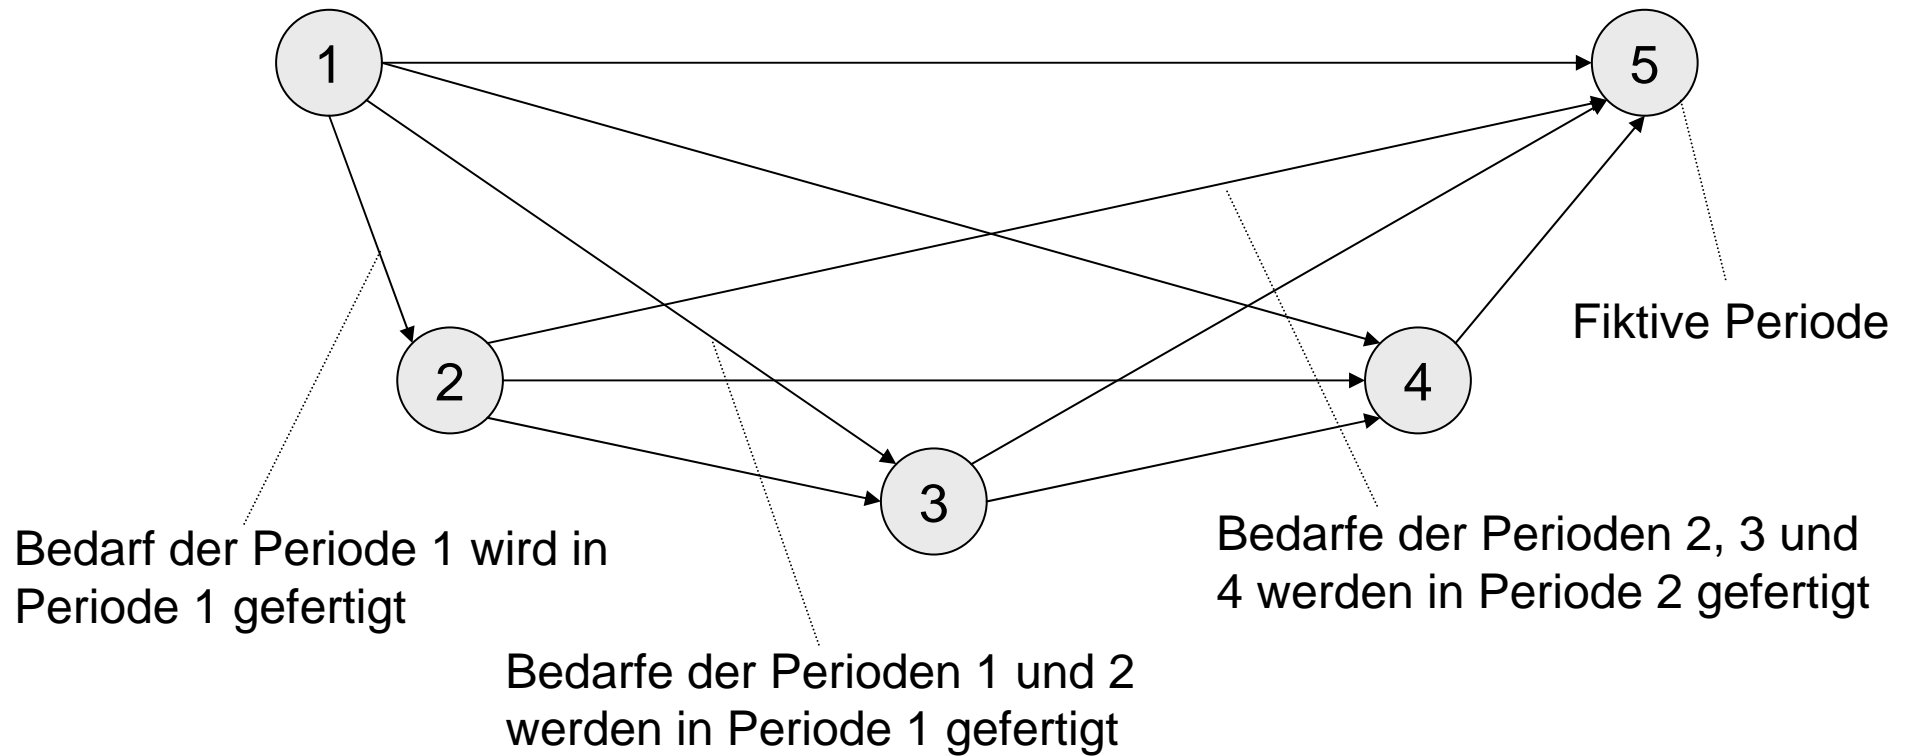 1
5
2
4
3
Fiktive Periode
Bedarf der Periode 1 wird in
Periode 1 gefertigt
Bedarfe der Perioden 2, 3 und
4 werden in Periode 2 gefertigt
Bedarfe der Perioden 1 und 2
werden in Periode 1 gefertigt